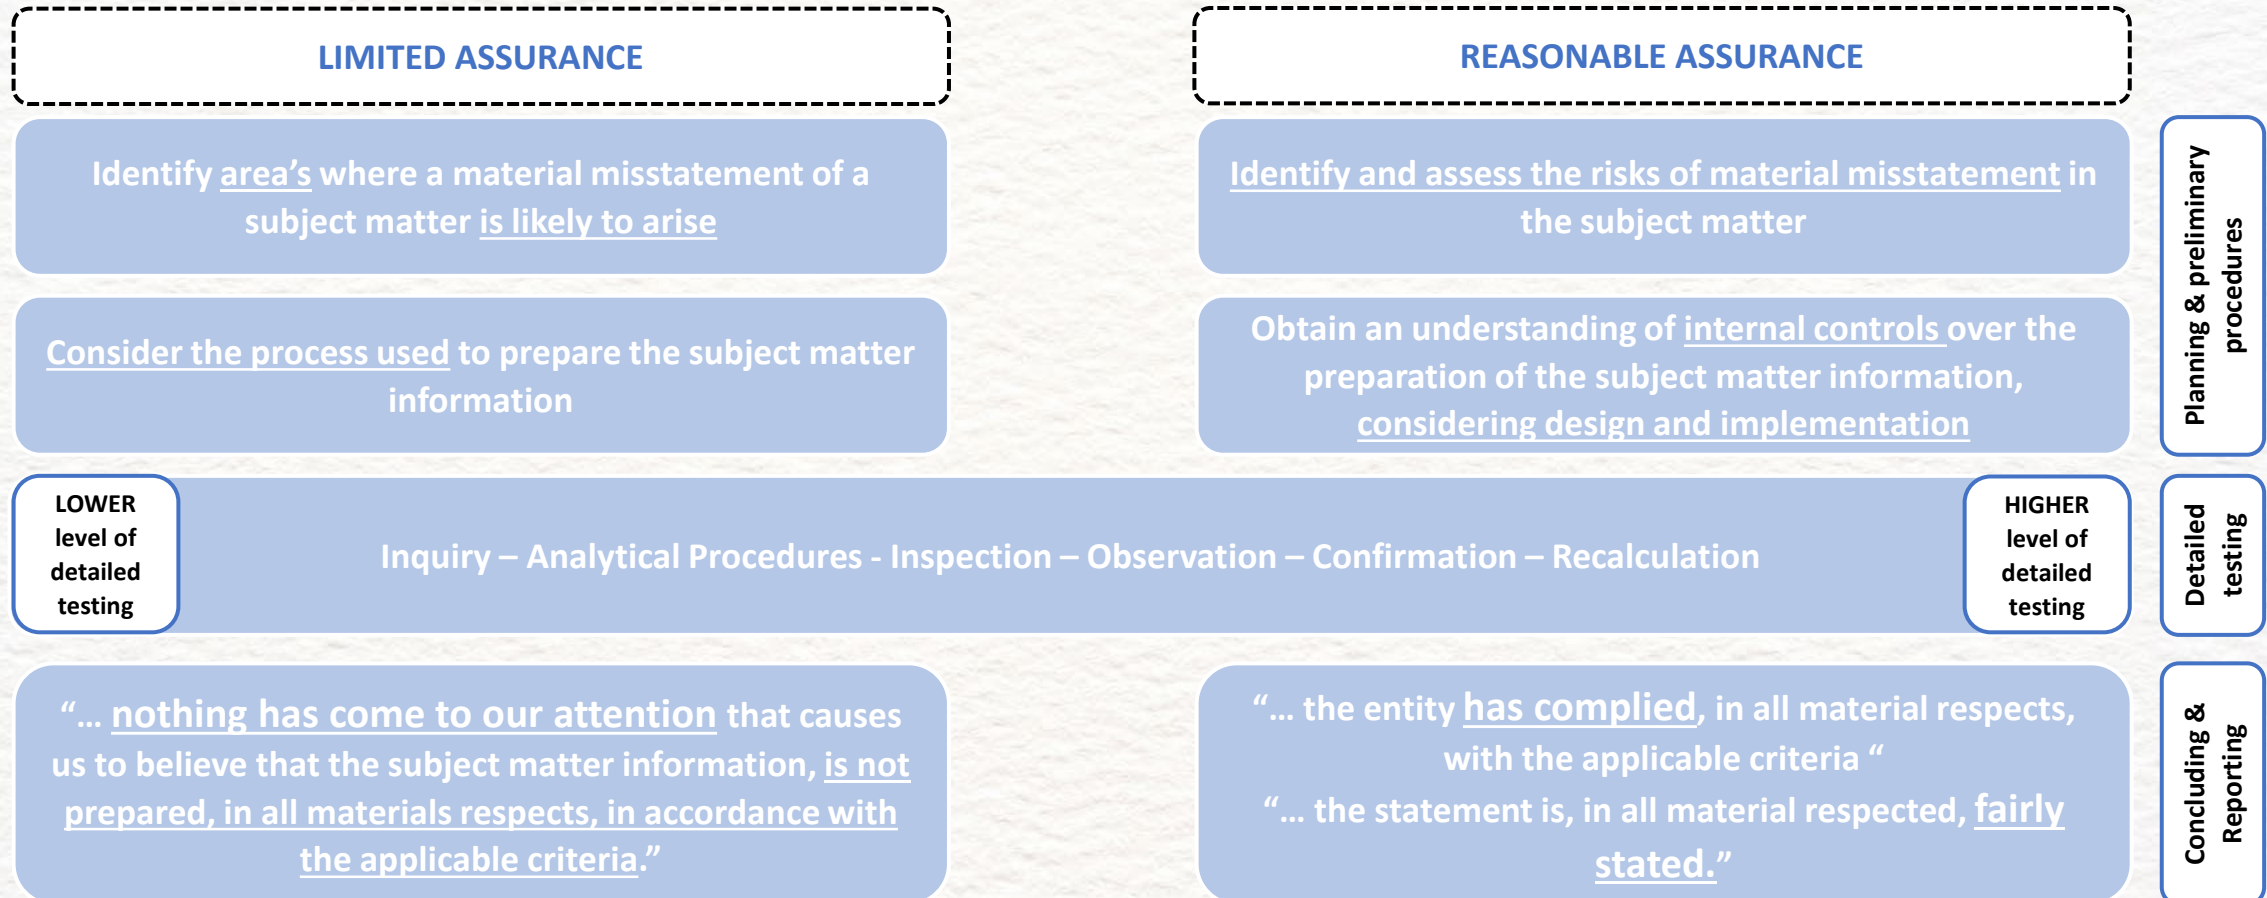 LIMITED ASSURANCE
REASONABLE ASSURANCE
Identify area’s where a material misstatement of a
subject matter is likely to arise
Identify and assess the risks of material misstatement in
the subject matter
Planning & preliminary
procedures
Consider the process used to prepare the subject matter
information
Obtain an understanding of internal controls over the
preparation of the subject matter information,
considering design and implementation
LOWER
level of
detailed
testing
Inquiry – Analytical Procedures - Inspection – Observation – Confirmation – Recalculation
HIGHER
level of
detailed
testing
Detailed
testing
“… nothing has come to our attention that causes
us to believe that the subject matter information, is not
prepared, in all materials respects, in accordance with
the applicable criteria.”
“… the entity has complied, in all material respects,
with the applicable criteria “
“… the statement is, in all material respected, fairly
stated.”
Concluding &
Reporting